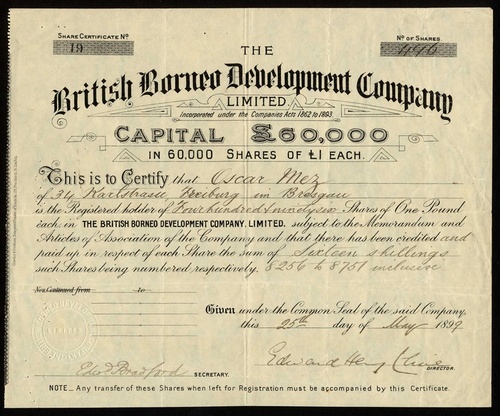 SHARE CERTIFICATE Nº
19
Nº OF SHARES
496
THE
British Borneo Development Company
LIMITED.
Incorporated under the Companies Acts 1862 to 1893.
CAPITAL £60,000
IN 60,000 SHARES OF £1 EACH.
This is to Certify that Oscar Mez
of 34 Karlstrasse Freiburg in Breisgau
is the Registered holder of Four hundred & ninety six Shares of One Pound
each in THE BRITISH BORNEO DEVELOPMENT COMPANY, LIMITED. subject to the Memorandum and
Articles of Association of the Company and that there has been credited and
paid up in respect of each Share the sum of Sixteen shillings
such Shares being numbered respectively. 8256 to 8751 inclusive
Nos Continued from to
Given under the Common Seal of the said Company,
this 25th day of May 1899
Edwd Bradford SECRETARY.
Edward Henry DIRECTOR.
NOTE_ Any transfer of these Shares when left for Registration must be accompanied by this Certificate.